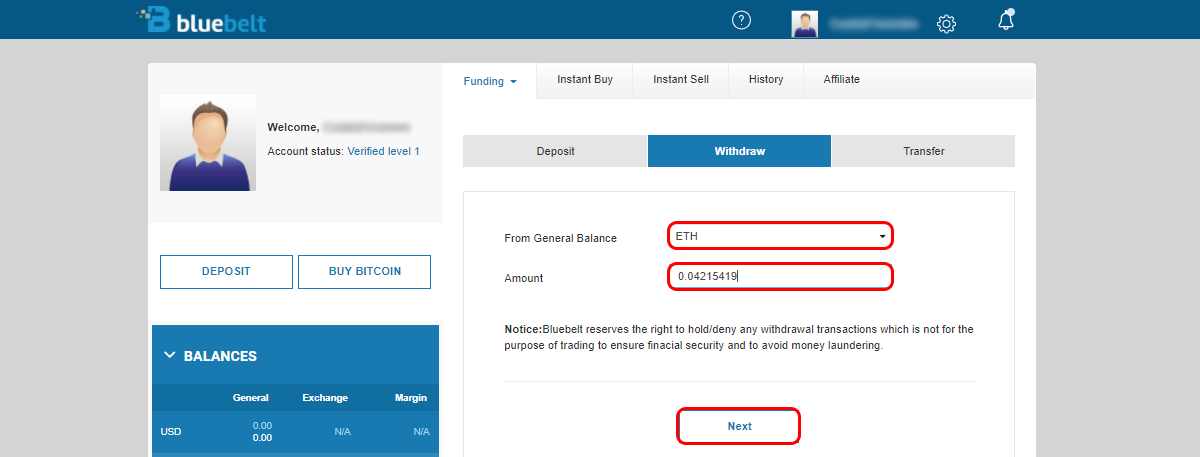 bluebelt
?
Funding
Instant Buy
Instant Sell
History
Affiliate
Welcome,
Account status: Verified level 1
DEPOSIT
BUY BITCOIN
BALANCES
General Exchange Margin
0.00
USD N/A N/A
0.00
Deposit
Withdraw
Transfer
From General Balance
ETH
Amount
0.04215419
Notice:Bluebelt reserves the right to hold/deny any withdrawal transactions which is not for the
purpose of trading to ensure finacial security and to avoid money laundering.
Next